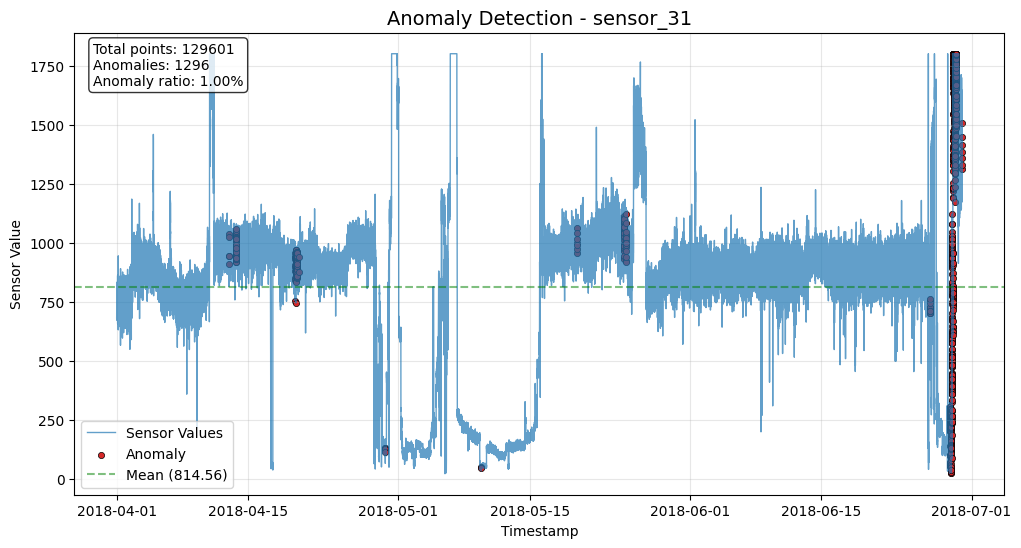 Anomaly Detection - sensor_31
Total points: 129601
Anomalies: 1296
Anomaly ratio: 1.00%
Sensor Value
1750
1500
1250
1000
750
500
250
0
Sensor Values
Anomaly
Mean (814.56)
2018-04-01
2018-04-15
2018-05-01
2018-05-15
2018-06-01
2018-06-15
2018-07-01
Timestamp